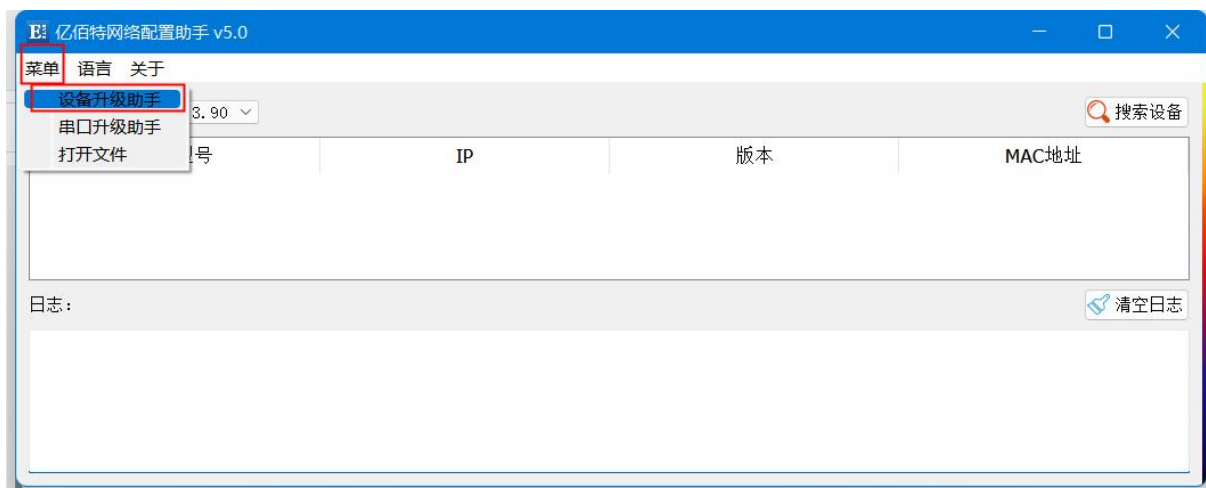 亿佰特网络配置助手 v5.0
菜单 语言 关于
设备升级助手
3.90
搜索设备
串口升级助手
打开文件
号 IP 版本 MAC地址
日志:
清空日志